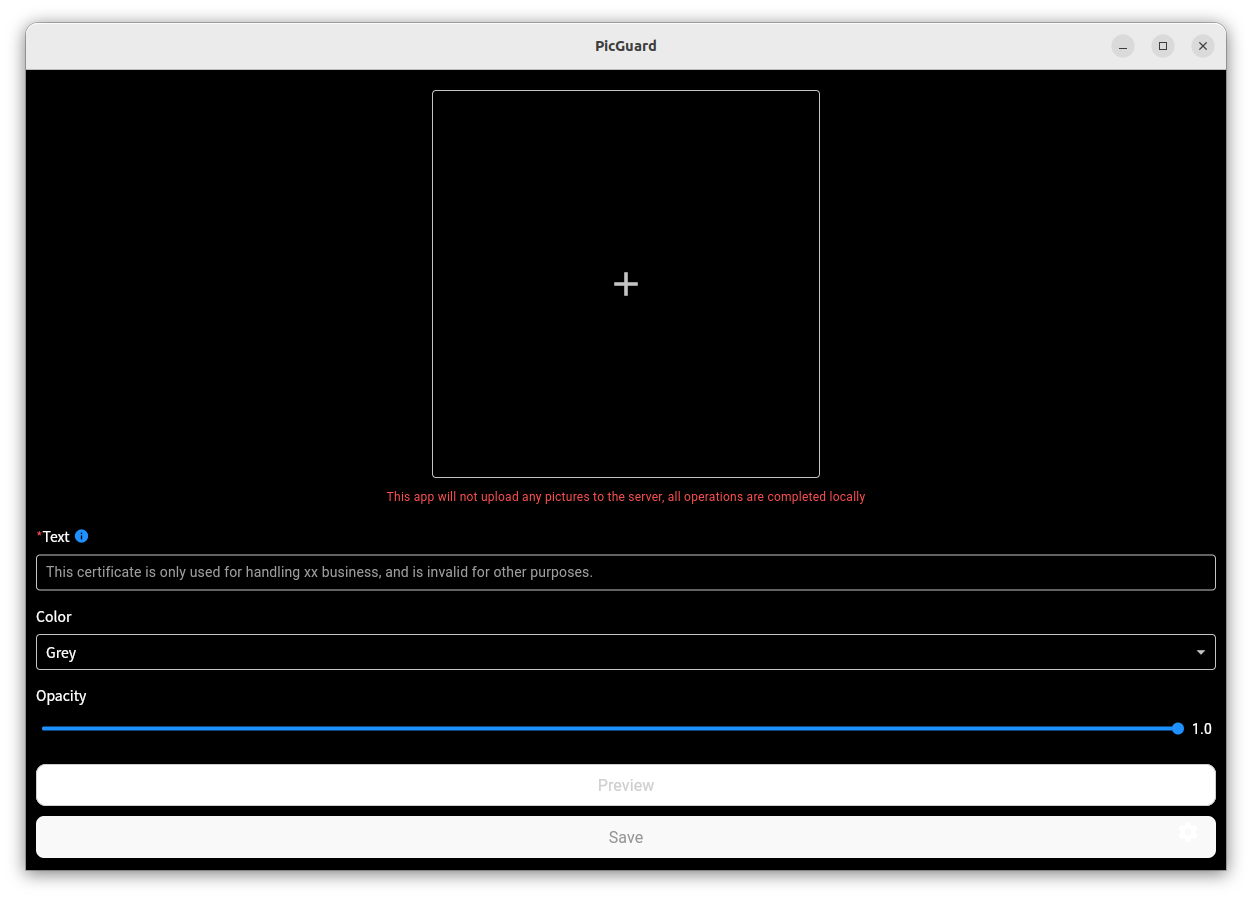 PicGuard
This app will not upload any pictures to the server, all operations are completed locally
*Text
This certificate is only used for handling xx business, and is invalid for other purposes.
Color
Grey
Opacity
1.0
Preview
Save